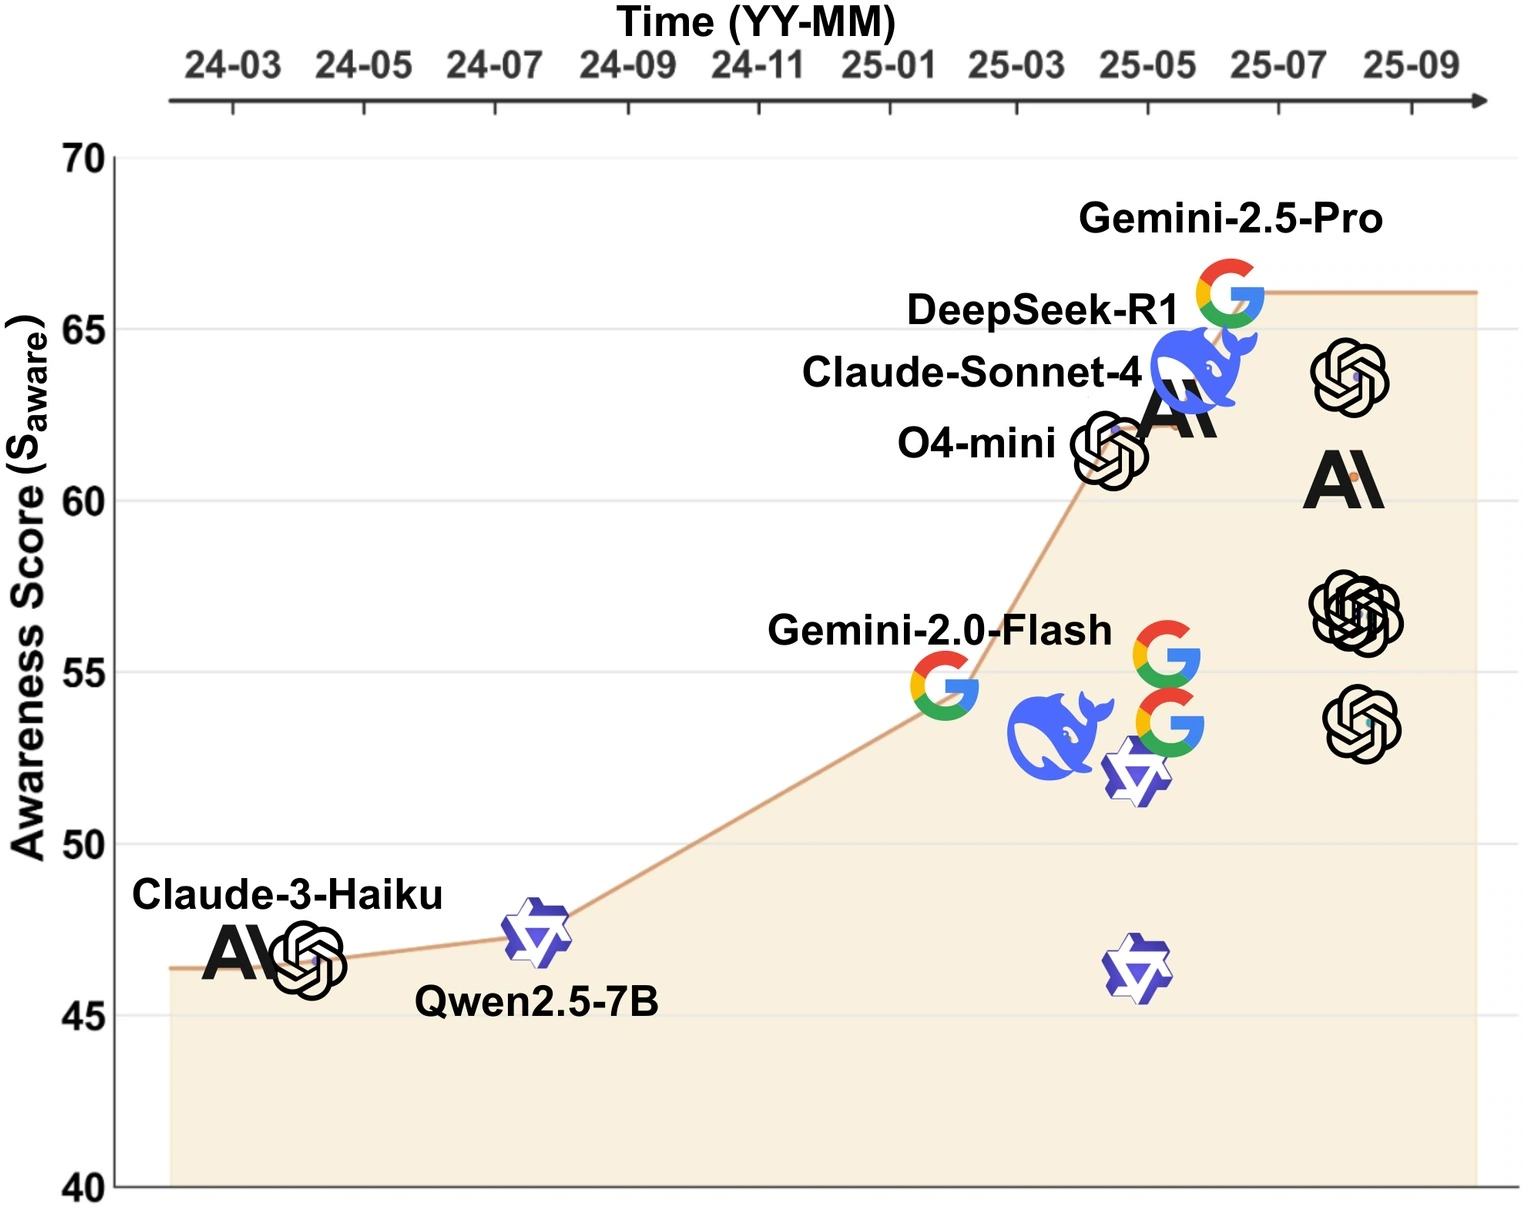 Time (YY-MM)
24-03 24-05 24-07 24-09 24-11 25-01 25-03 25-05 25-07 25-09
70
Gemini-2.5-Pro
DeepSeek-R1
65
Claude-Sonnet-4
O4-mini
60
Gemini-2.0-Flash
55
50
Claude-3-Haiku
Qwen2.5-7B
45
40
Awareness Score (Saware)